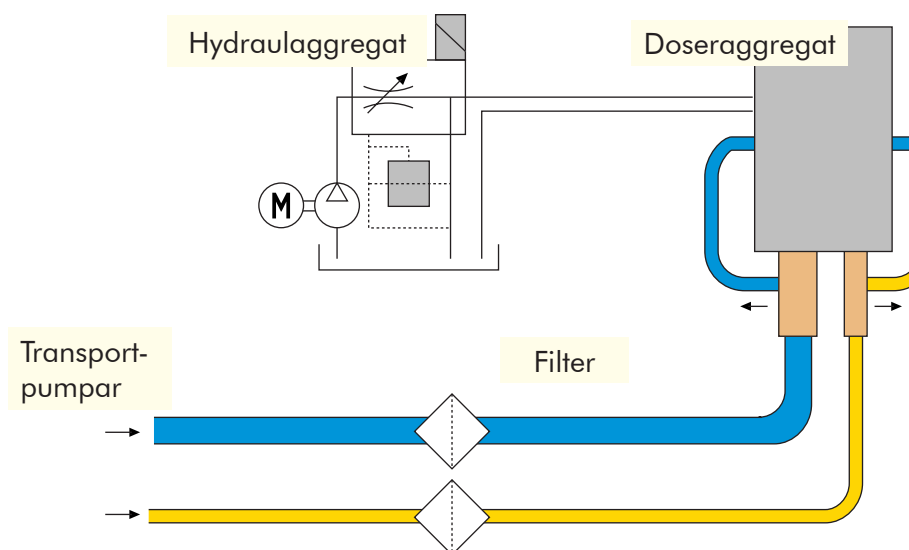 Hydraulaggregat
Doseraggregat
M
Transport-
pumpar
Filter